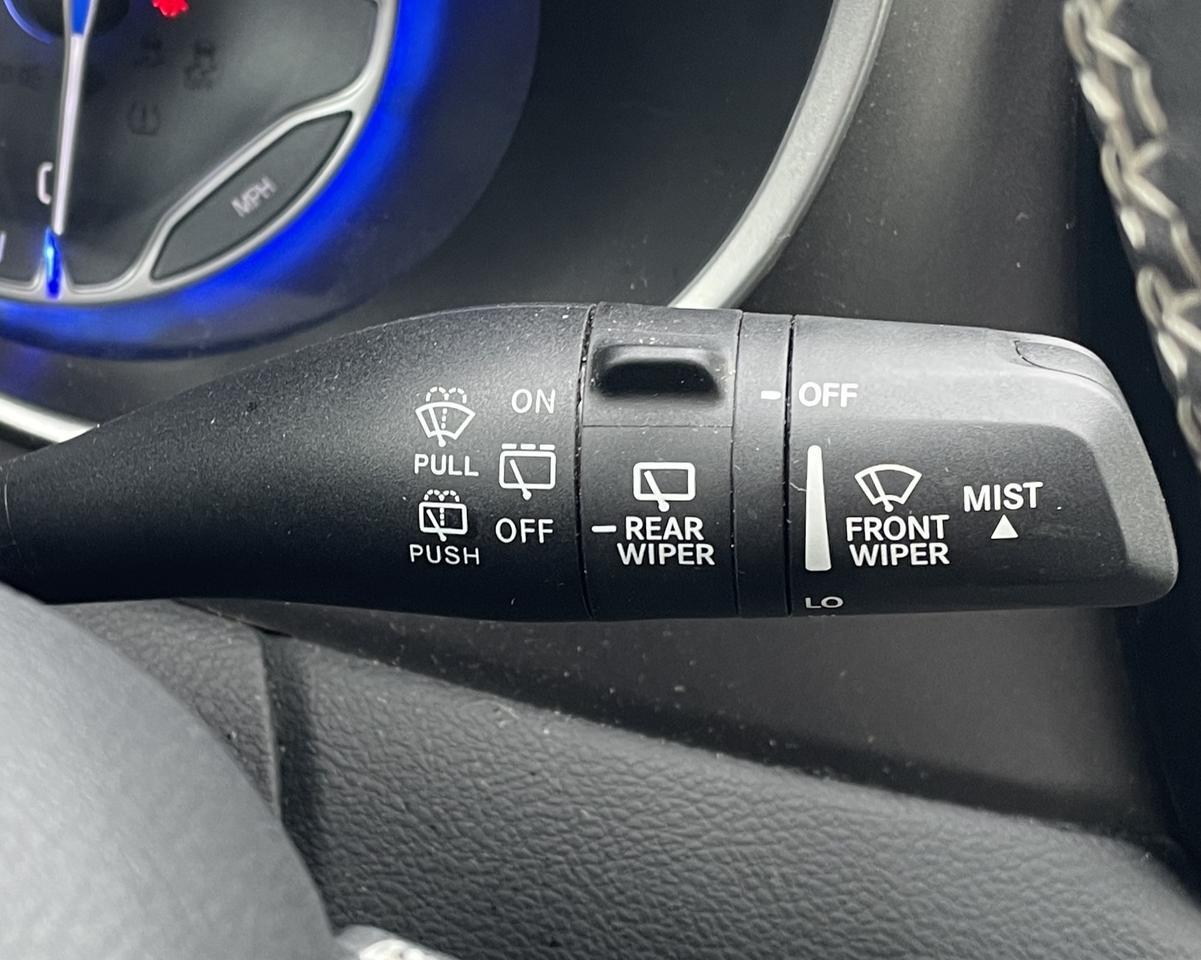 MPH
ON
PULL
OFF
PUSH
REAR
WIPER
OFF
FRONT
WIPER
MIST
LO